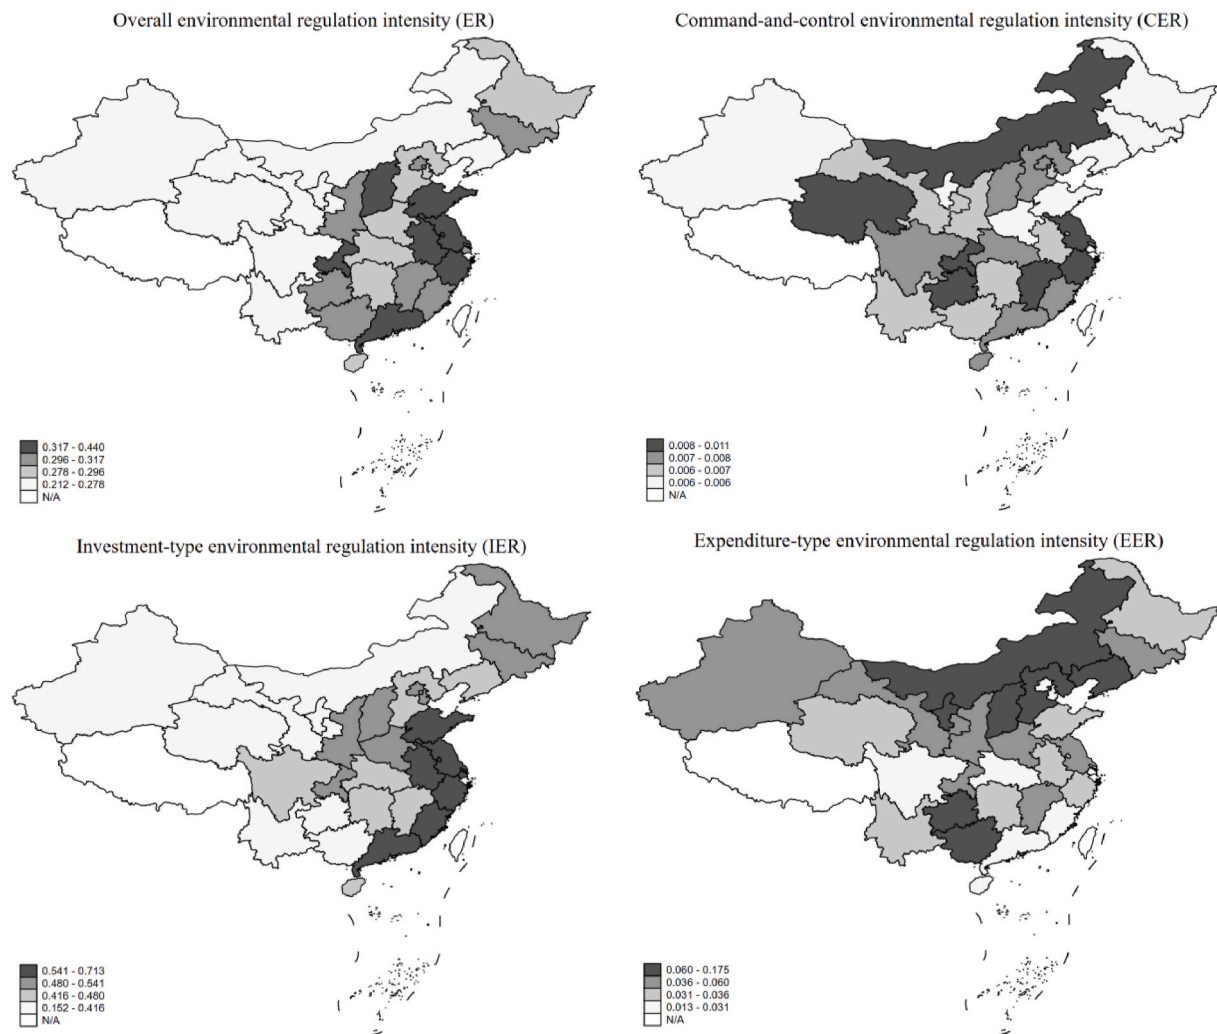 Overall environmental regulation intensity (ER)
Command-and-control environmental regulation intensity (CER)
0.317 - 0.440
0.296 - 0.317
0.278 - 0.296
0.212 - 0.278
N/A
0.008 - 0.011
0.007 - 0.008
0.006 - 0.007
0.006 - 0.006
N/A
Investment-type environmental regulation intensity (IER)
Expenditure-type environmental regulation intensity (EER)
0.541 - 0.713
0.480 - 0.541
0.416 - 0.480
0.152 - 0.416
N/A
0.060 - 0.175
0.036 - 0.060
0.031 - 0.036
0.013 - 0.031
N/A